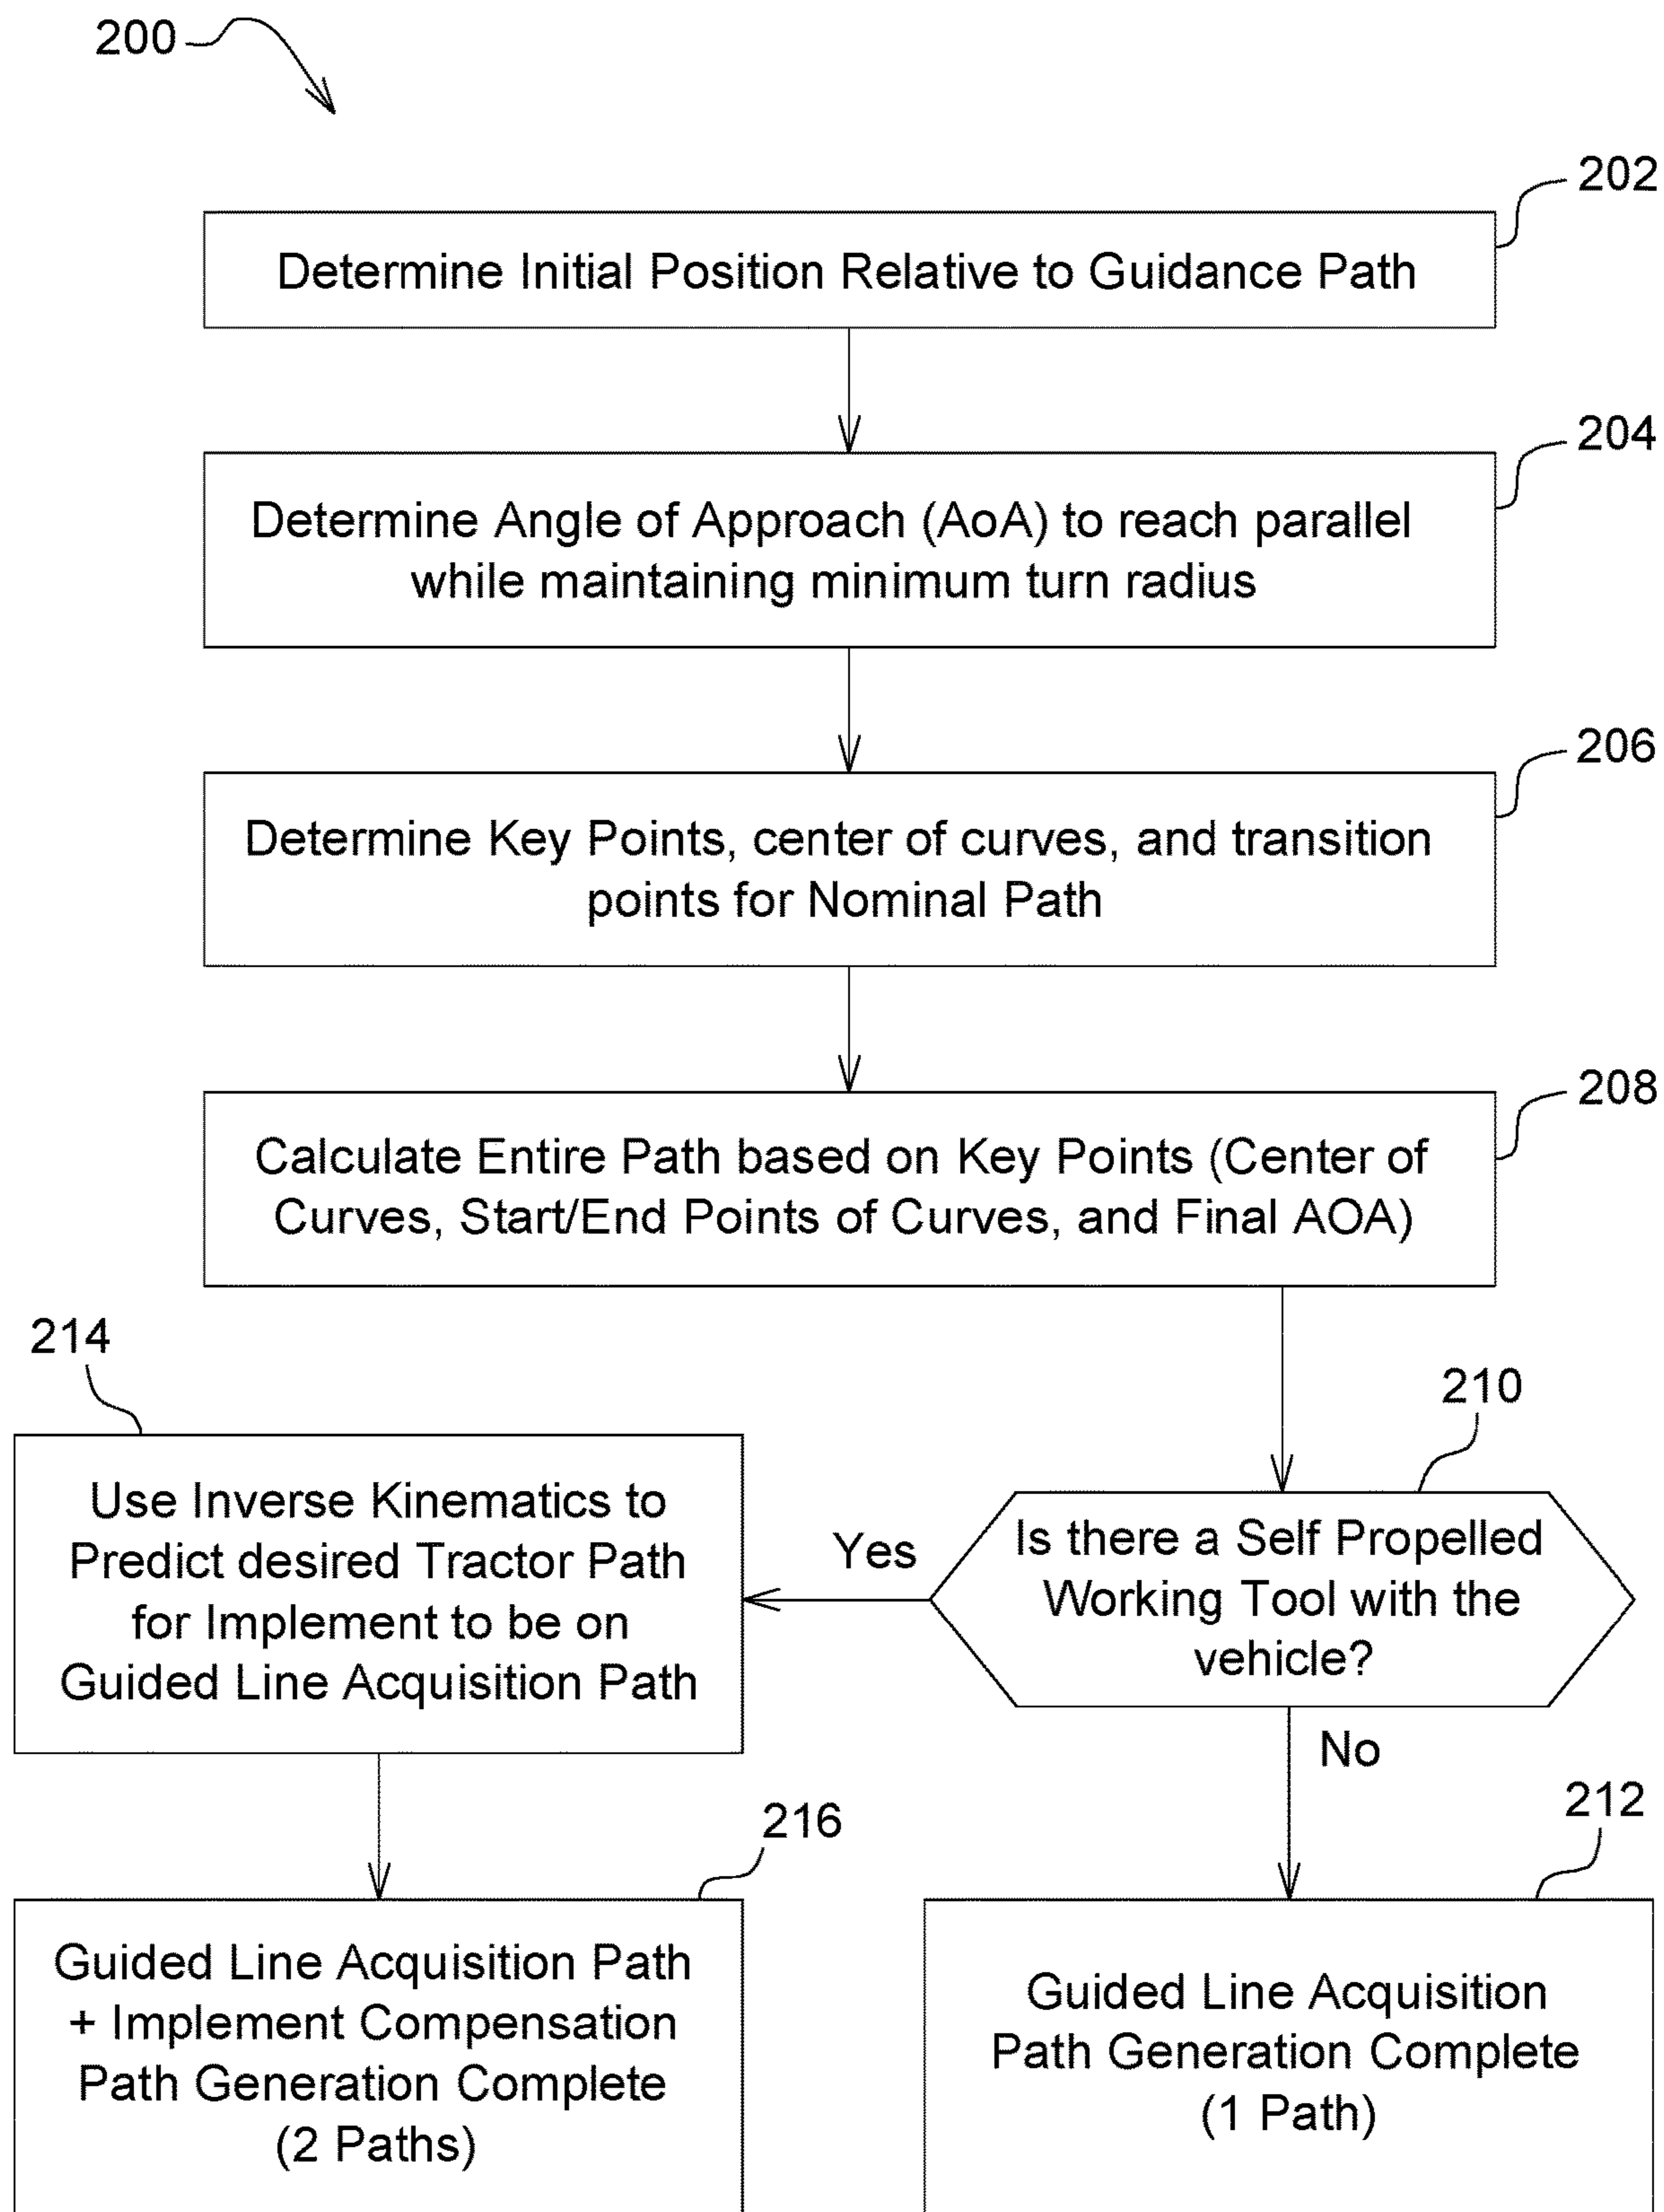 200
202
Determine Initial Position Relative to Guidance Path
204
Determine Angle of Approach (AoA) to reach parallel
while maintaining minimum turn radius
206
Determine Key Points, center of curves, and transition
points for Nominal Path
208
Calculate Entire Path based on Key Points (Center of
Curves, Start/End Points of Curves, and Final AOA)
210
Is there a Self Propelled
Working Tool with the
vehicle?
Yes
214
Use Inverse Kinematics to
Predict desired Tractor Path
for Implement to be on
Guided Line Acquisition Path
No
216
Guided Line Acquisition Path
+ Implement Compensation
Path Generation Complete
(2 Paths)
212
Guided Line Acquisition
Path Generation Complete
(1 Path)